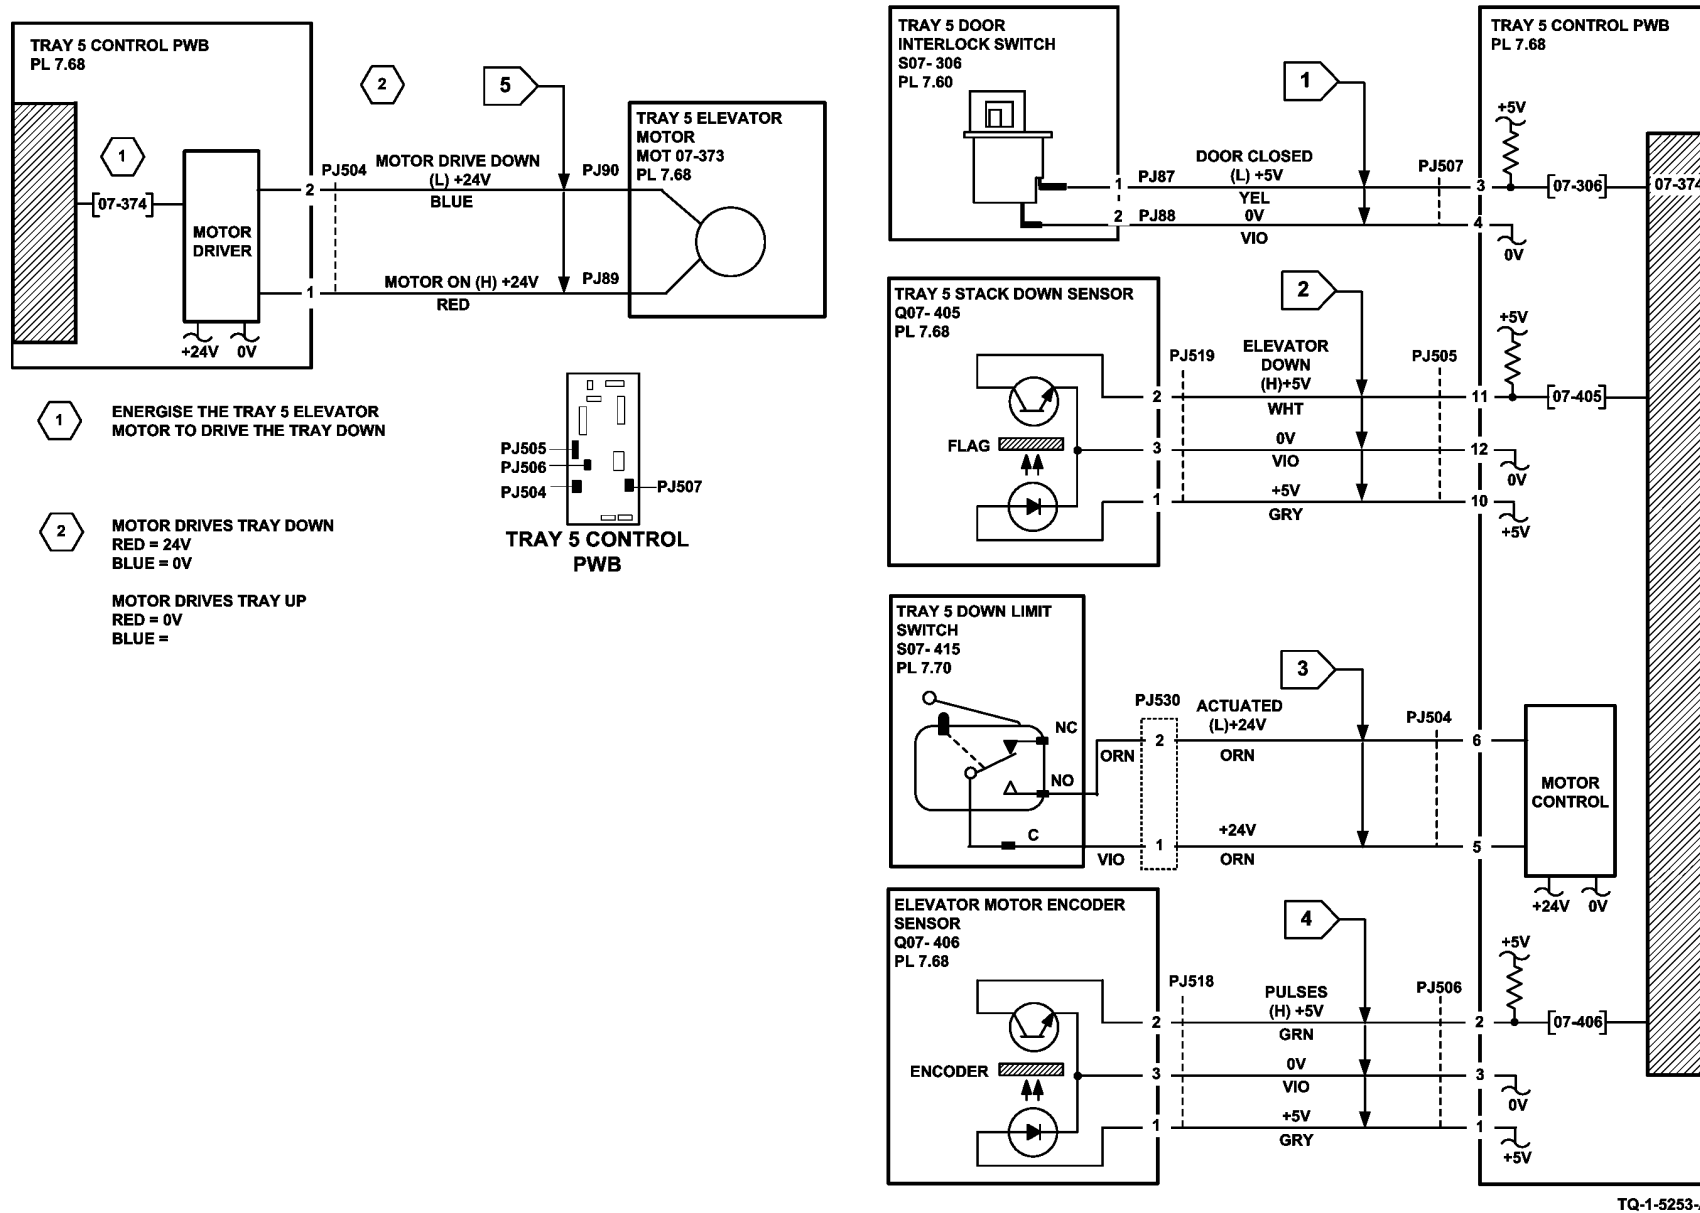 TRAY 5 CONTROL PWB
PL 7.68
1
[07-374]
MOTOR
DRIVER
+24V 0V
2
5
PJ504
MOTOR DRIVE DOWN
(L) +24V
BLUE
2
PJ90
MOTOR ON (H) +24V
RED
1
PJ89
TRAY 5 ELEVATOR
MOTOR
MOT 07-373
PL 7.68
1
ENERGISE THE TRAY 5 ELEVATOR
MOTOR TO DRIVE THE TRAY DOWN
2
MOTOR DRIVES TRAY DOWN
RED = 24V
BLUE = 0V
MOTOR DRIVES TRAY UP
RED = 0V
BLUE =
PJ505
PJ506
PJ504
PJ507
TRAY 5 CONTROL
PWB
TRAY 5 DOOR
INTERLOCK SWITCH
S07- 306
PL 7.60
1
1 PJ87
DOOR CLOSED
(L) +5V
YEL
2 PJ88
0V
VIO
PJ507
3
4
TRAY 5 CONTROL PWB
PL 7.68
+5V
[07-306]
07-374
0V
TRAY 5 STACK DOWN SENSOR
Q07- 405
PL 7.68
FLAG
2
PJ519
ELEVATOR
DOWN
(H)+5V
WHT
0V
VIO
+5V
GRY
2
3
1
PJ505
11
12
10
+5V
[07-405]
0V
+5V
TRAY 5 DOWN LIMIT
SWITCH
S07- 415
PL 7.70
NC
NO
C
3
PJ530
ORN
2
ACTUATED
(L)+24V
ORN
VIO
1
+24V
ORN
PJ504
6
5
MOTOR
CONTROL
+24V 0V
ELEVATOR MOTOR ENCODER
SENSOR
Q07- 406
PL 7.68
ENCODER
4
PJ518
PULSES
(H) +5V
GRN
0V
VIO
+5V
GRY
2
3
1
PJ506
2
3
1
+5V
[07-406]
0V
+5V
TQ-1-5253-